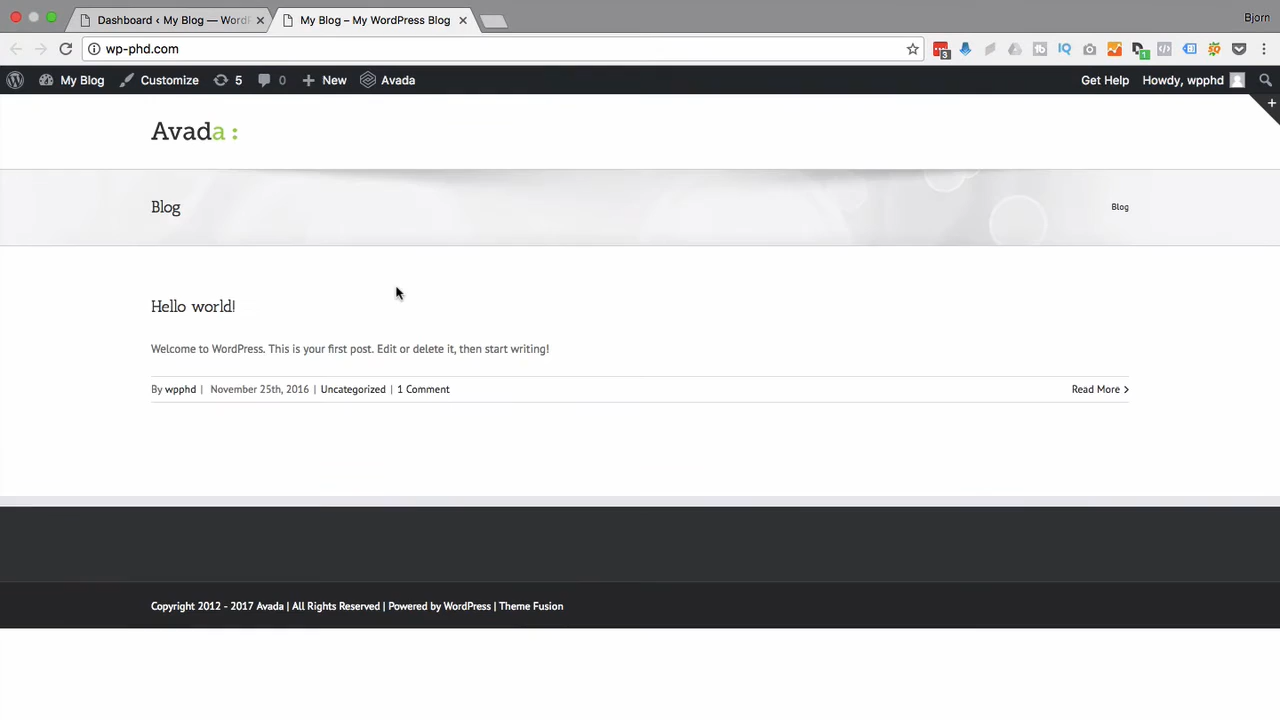 Dashboard ‹ My Blog — WordP
My Blog – My WordPress Blog
Bjorn
wp-phd.com
3
1
My Blog
Customize
5
0
New
Avada
Get Help
Howdy, wpphd
Avada :
Blog
Blog
Hello world!
Welcome to WordPress. This is your first post. Edit or delete it, then start writing!
By wpphd | November 25th, 2016 | Uncategorized | 1 Comment
Read More
Copyright 2012 - 2017 Avada | All Rights Reserved | Powered by WordPress | Theme Fusion